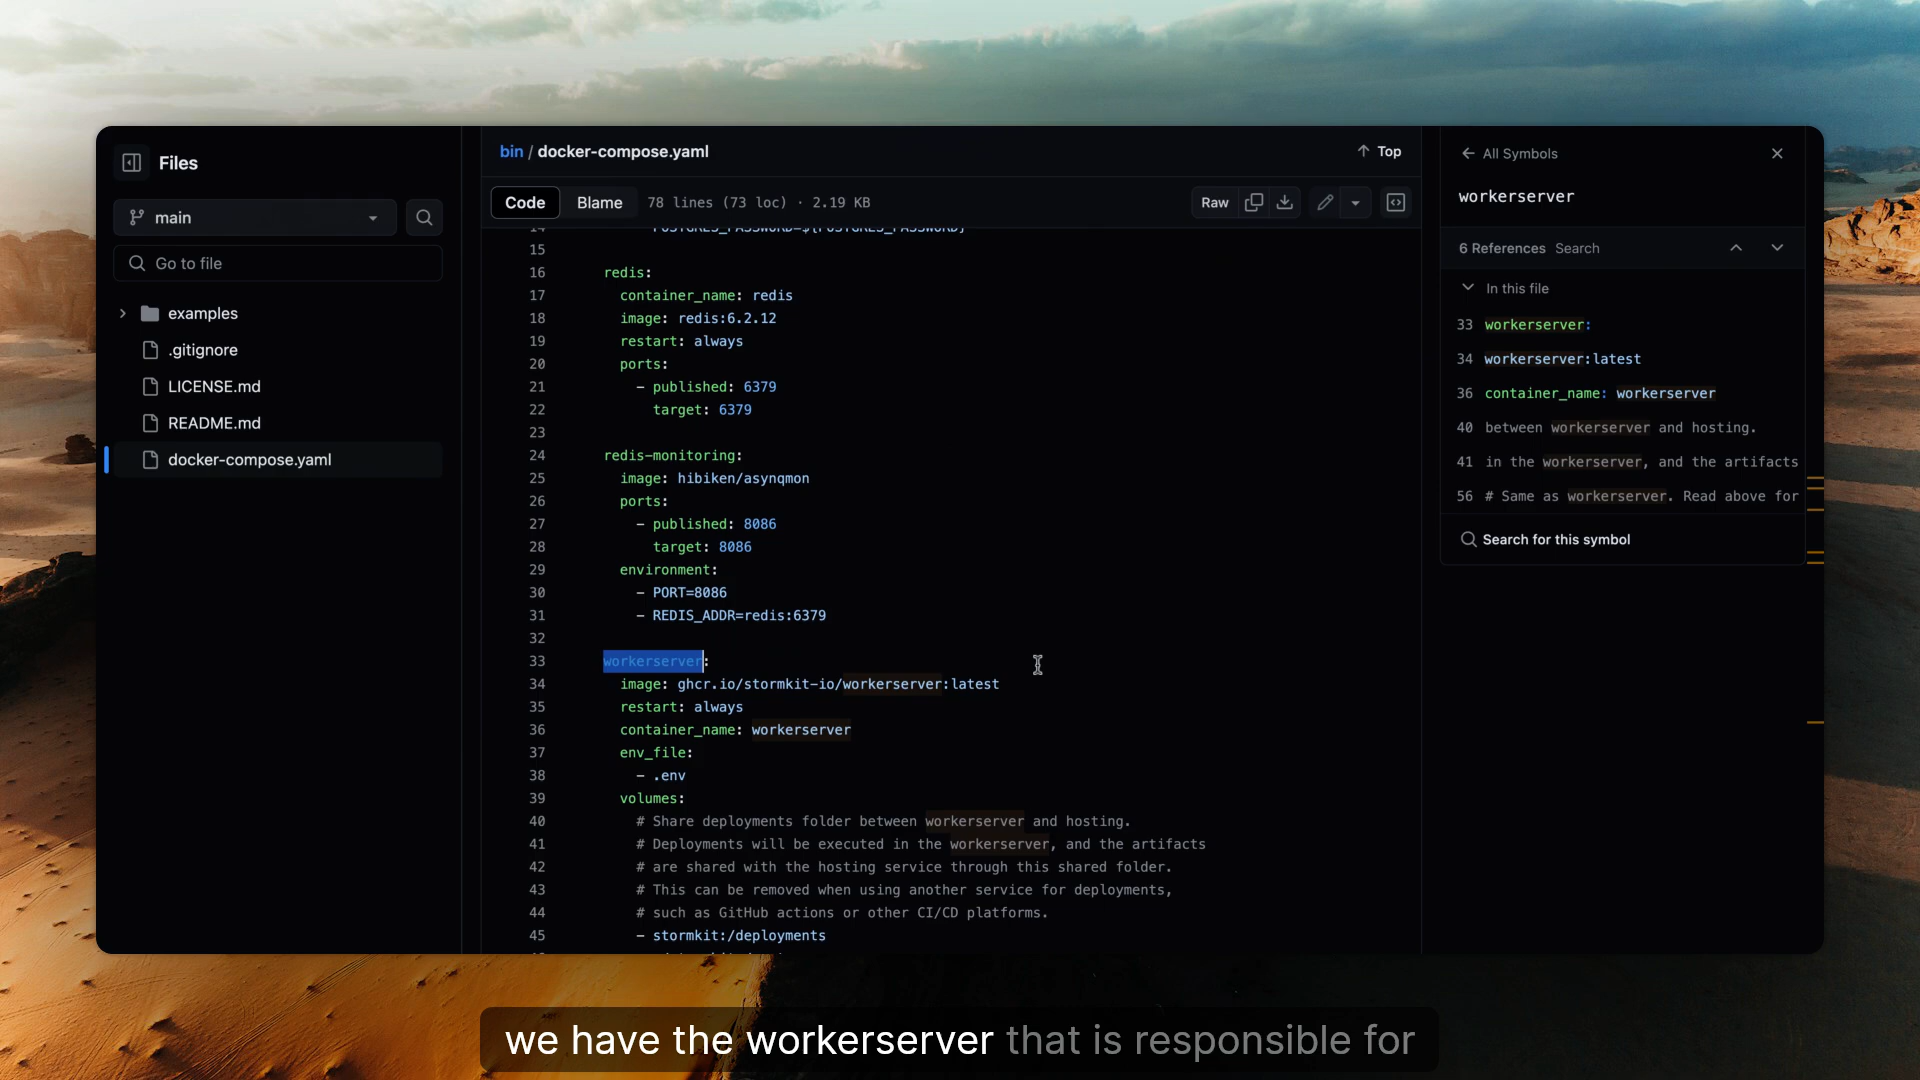 Files
main
Go to file
examples
.gitignore
LICENSE.md
README.md
docker-compose.yaml
bin / docker-compose.yaml
Top
Code
Blame
78 lines (73 loc) · 2.19 KB
Raw
14 POSTGRES_PASSWORD=${POSTGRES_PASSWORD}
15
16 redis:
17 container_name: redis
18 image: redis:6.2.12
19 restart: always
20 ports:
21 - published: 6379
22 target: 6379
23
24 redis-monitoring:
25 image: hibiken/asynqmon
26 ports:
27 - published: 8086
28 target: 8086
29 environment:
30 - PORT=8086
31 - REDIS_ADDR=redis:6379
32
33 workerserver:
34 image: ghcr.io/stormkit-io/workerserver:latest
35 restart: always
36 container_name: workerserver
37 env_file:
38 - .env
39 volumes:
40 # Share deployments folder between workerserver and hosting.
41 # Deployments will be executed in the workerserver, and the artifacts
42 # are shared with the hosting service through this shared folder.
43 # This can be removed when using another service for deployments,
44 # such as GitHub actions or other CI/CD platforms.
45 - stormkit:/deployments
All Symbols
workerserver
6 References Search
In this file
33 workerserver:
34 workerserver:latest
36 container_name: workerserver
40 between workerserver and hosting.
41 in the workerserver, and the artifacts
56 # Same as workerserver. Read above for
Search for this symbol
we have the workerserver that is responsible for